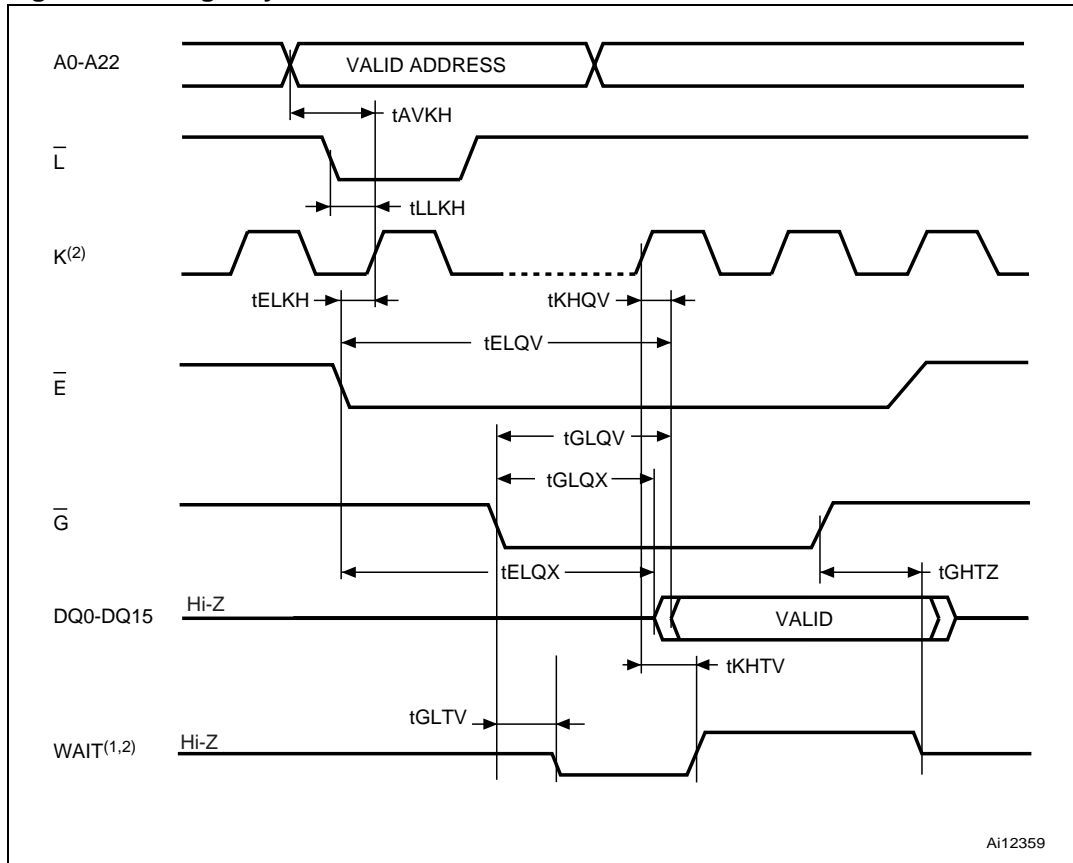 A0-A22
VALID ADDRESS
tAVKH
L
tLLKH
K(2)
tELKH
tKHQV
tELQV
E
tGLQV
tGLQX
G
tELQX
tGHTZ
DQ0-DQ15
Hi-Z
VALID
tKHTV
tGLTV
WAIT(1,2)
Hi-Z
Ai12359